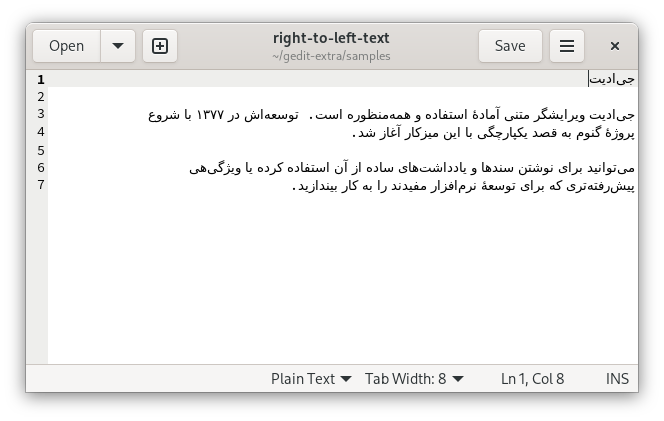 Open
right-to-left-text
~/gedit-extra/samples
Save
1 جی‌ادیت
2
3 جی‌ادیت ویرایشگر متنی آمادهٔ استفاده و همه‌منظوره است. توسعه‌اش در ۱۳۷۷ با شروع
4 پروژهٔ گنوم به قصد یکپارچگی با این میزکار آغاز شد.
5
6 می‌توانید برای نوشتن سندها و یادداشت‌های ساده از آن استفاده کرده یا ویژگی‌هی
7 پیش‌رفته‌تری که برای توسعهٔ نرم‌افزار مفیدند را به کار بیندازید.
Plain Text Tab Width: 8 Ln 1, Col 8 INS